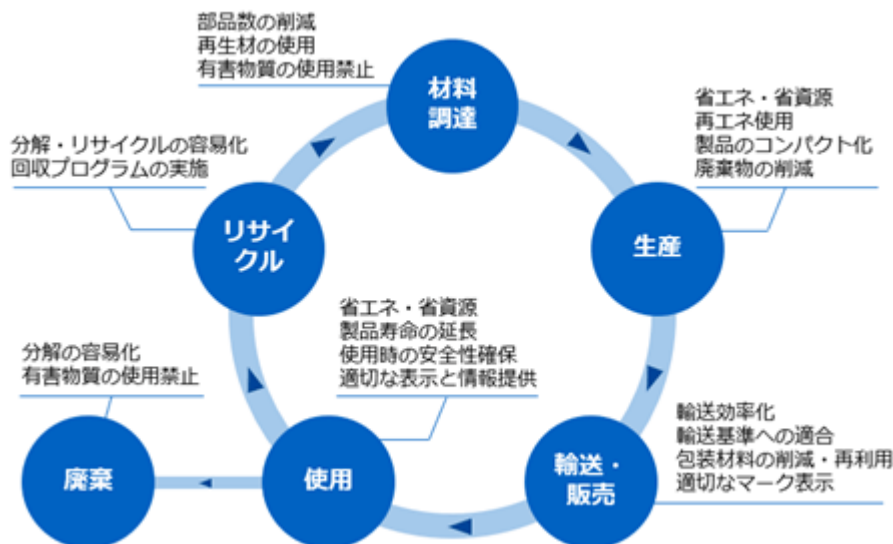 部品数の削減
再生材の使用
有害物質の使用禁止
材料
調達
省エネ・省資源
再エネ使用
製品のコンパクト化
廃棄物の削減
生産
輸送効率化
輸送基準への適合
包装材料の削減・再利用
適切なマーク表示
輸送・
販売
省エネ・省資源
製品寿命の延長
使用時の安全性確保
適切な表示と情報提供
使用
分解の容易化
有害物質の使用禁止
廃棄
分解・リサイクルの容易化
回収プログラムの実施
リサイ
クル